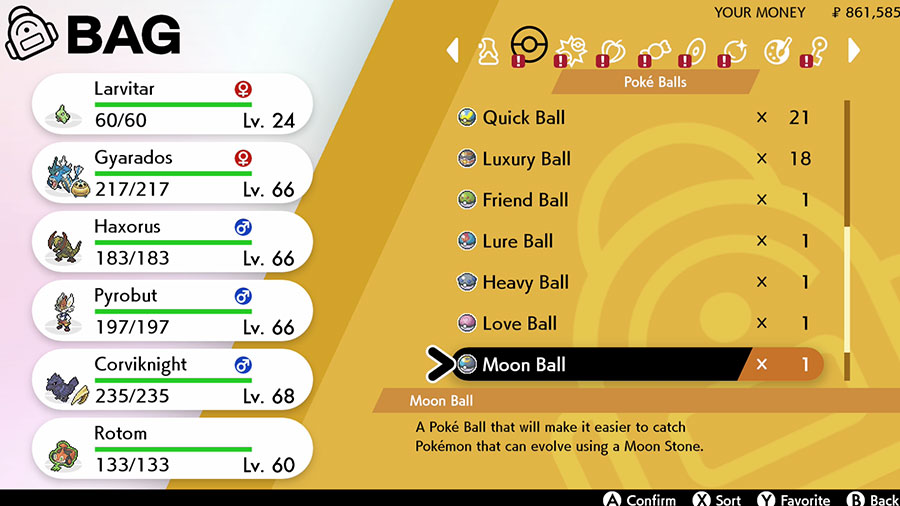 BAG
YOUR MONEY ₽ 861,585
Poké Balls
Larvitar ♀
60/60 Lv. 24
Gyarados ♀
217/217 Lv. 66
Haxorus ♂
183/183 Lv. 66
Pyrobut ♂
197/197 Lv. 66
Corviknight ♂
235/235 Lv. 68
Rotom
133/133 Lv. 60
Quick Ball × 21
Luxury Ball × 18
Friend Ball × 1
Lure Ball × 1
Heavy Ball × 1
Love Ball × 1
Moon Ball × 1
Moon Ball
A Poké Ball that will make it easier to catch
Pokémon that can evolve using a Moon Stone.
A Confirm X Sort Y Favorite B Back